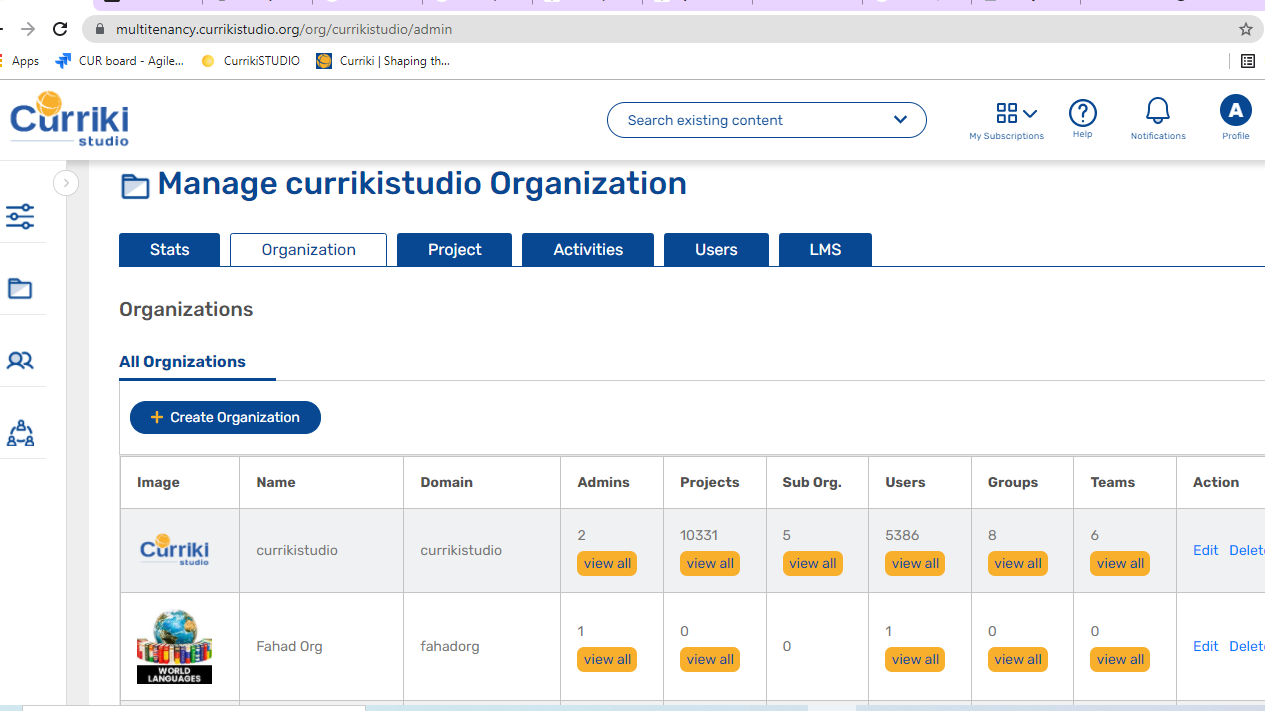 multitenancy.currikistudio.org/org/currikistudio/admin
Apps CUR board - Agile... CurrikiSTUDIO Curriki | Shaping th...
Curriki
studio
Search existing content
My Subscriptions Help Notifications A Profile
Manage currikistudio Organization
Stats Organization Project Activities Users LMS
Organizations
All Orgnizations
+ Create Organization
Image Name Domain Admins Projects Sub Org. Users Groups Teams Action
Curriki
studio
currikistudio currikistudio 2 10331 5 5386 8 6 Edit Delete
view all view all view all view all view all view all
WORLD
LANGUAGES
Fahad Org fahadorg 1 0 0 1 0 0 Edit Delete
view all view all view all view all view all